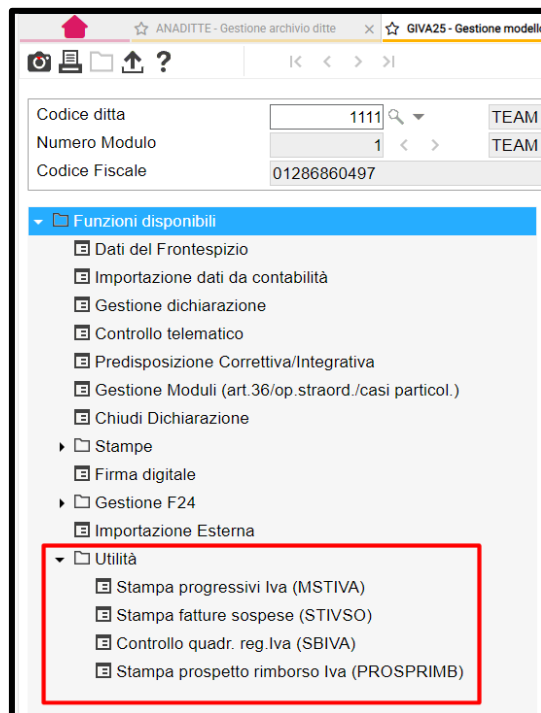 ANADITTE - Gestione archivio ditte
GIVA25 - Gestione modello
Codice ditta 1111 TEAM
Numero Modulo 1 TEAM
Codice Fiscale 01286860497
Funzioni disponibili
Dati del Frontespizio
Importazione dati da contabilità
Gestione dichiarazione
Controllo telematico
Predisposizione Correttiva/Integrativa
Gestione Moduli (art.36/op.straord./casi particol.)
Chiudi Dichiarazione
Stampe
Firma digitale
Gestione F24
Importazione Esterna
Utilità
Stampa progressivi Iva (MSTIVA)
Stampa fatture sospese (STIVSO)
Controllo quadr. reg.Iva (SBIVA)
Stampa prospetto rimborso Iva (PROSPRIMB)